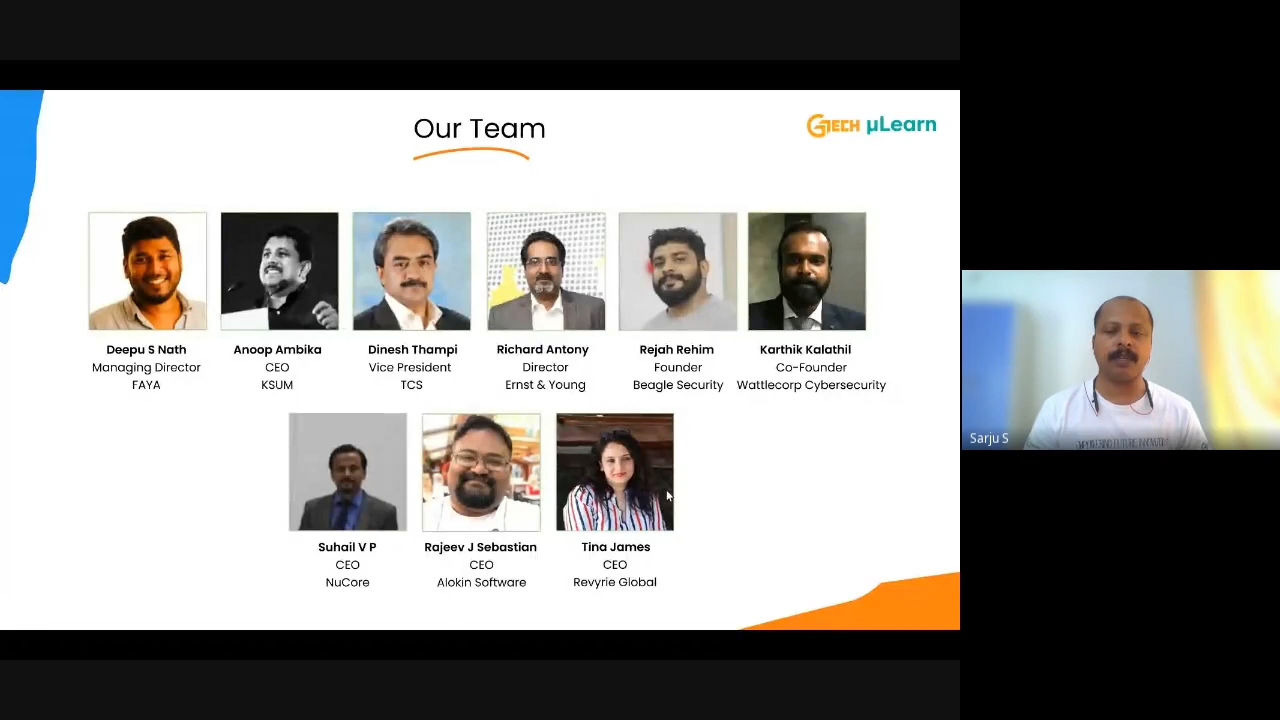 Our Team
GTECH µLearn
Deepu S Nath
Managing Director
FAYA
Anoop Ambika
CEO
KSUM
Dinesh Thampi
Vice President
TCS
Richard Antony
Director
Ernst & Young
Rejah Rehim
Founder
Beagle Security
Karthik Kalathil
Co-Founder
Wattlecorp Cybersecurity
Suhail V P
CEO
NuCore
Rajeev J Sebastian
CEO
Alokin Software
Tina James
CEO
Revyrie Global
Sarju S